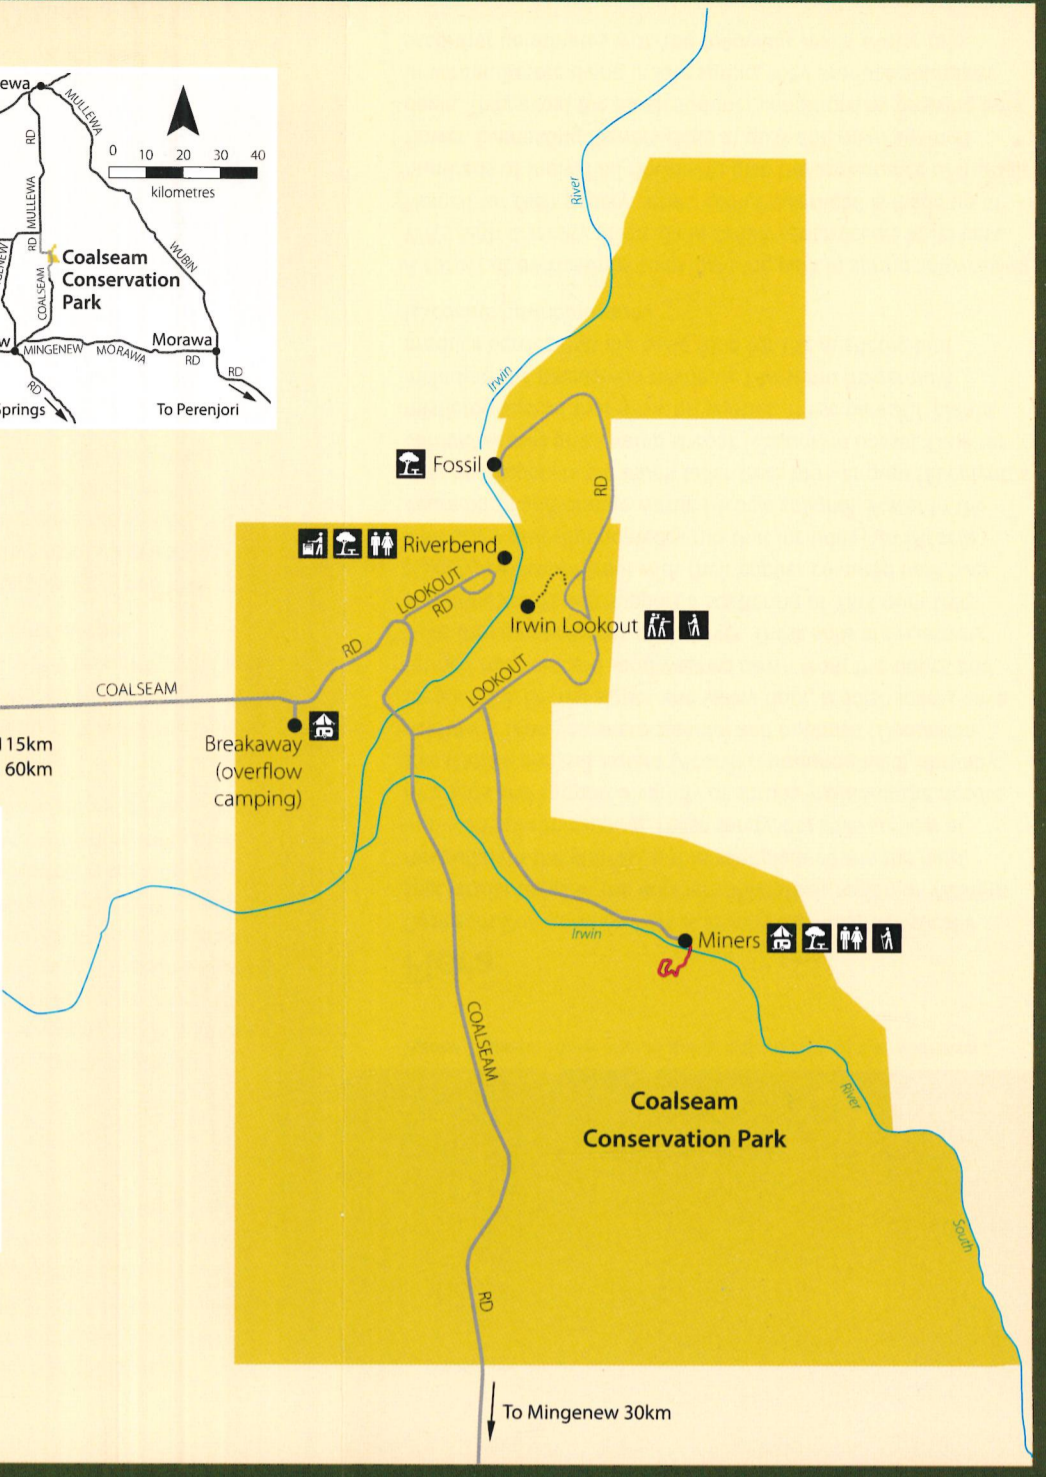 ewa
MULLEWA
RD
0 10 20 30 40
kilometres
MULLEWA
RD
WUBIN
Coalseam
Conservation
Park
COALSEAM
w
MINGENEW MORAWA RD
Morawa
RD
RD
prings
To Perenjori
River
Irwin
Fossil
RD
Riverbend
LOOKOUT
RD
Irwin Lookout
RD
LOOKOUT
COALSEAM
Breakaway
(overflow
camping)
15km
60km
Irwin
Miners
COALSEAM
River
Coalseam
Conservation Park
South
RD
To Mingenew 30km